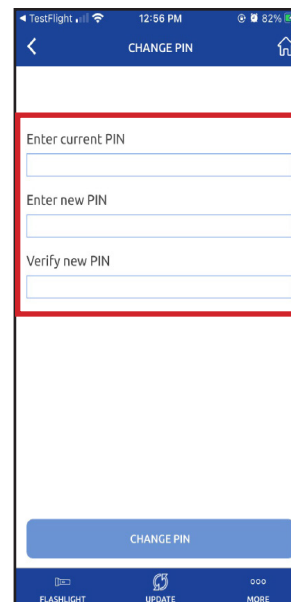 TestFlight 12:56 PM 82%
CHANGE PIN
Enter current PIN
Enter new PIN
Verify new PIN
CHANGE PIN
FLASHLIGHT UPDATE MORE